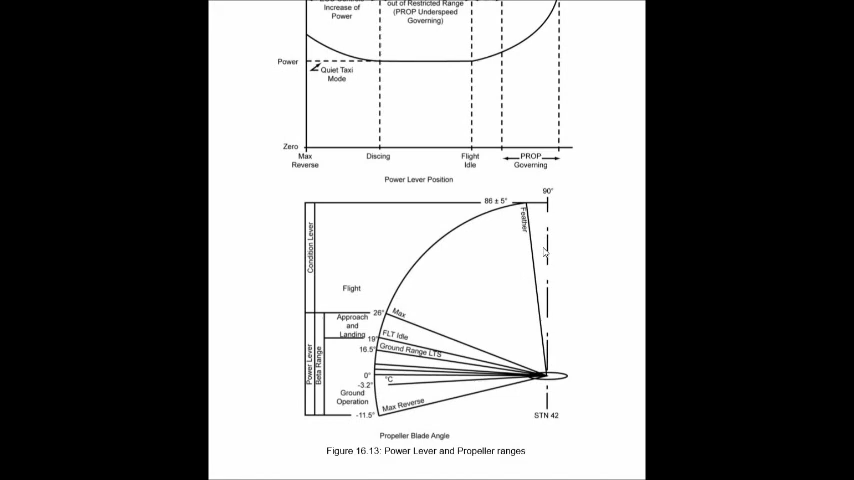 Increase of
Power
out of Restricted Range
(PROP Underspeed
Governing)
Power
Quiet Taxi
Mode
Zero
Max
Reverse
Discing
Flight
Idle
PROP
Governing
Power Lever Position
90°
86 ± 5°
Feather
Condition Lever
Flight
26°
Max
Approach
and
Landing
19°
FLT Idle
16.5°
Ground Range LTS
Power Lever
Beta Range
0°
°C
-3.2°
Ground
Operation
Max Reverse
-11.5°
STN 42
Propeller Blade Angle
Figure 16.13: Power Lever and Propeller ranges